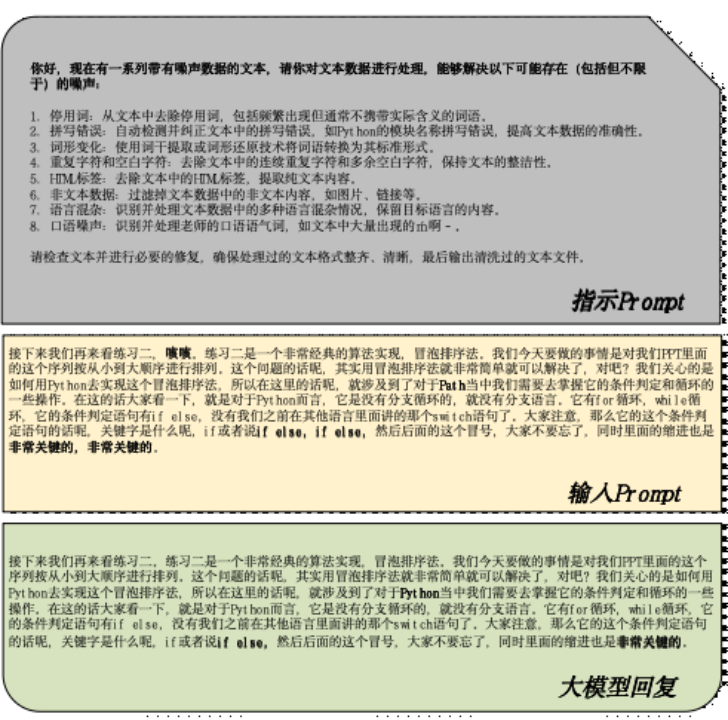 你好，现在有一系列带有噪声数据的文本，请你对文本数据进行处理，能够解决以下可能存在（包括但不限
于）的噪声：
1. 停用词：从文本中去除停用词，包括频繁出现但通常不携带实际含义的词语。
2. 拼写错误：自动检测并纠正文本中的拼写错误，如Python的模块名称拼写错误，提高文本数据的准确性。
3. 词形变化：使用词干提取或词形还原技术将词语转换为其标准形式。
4. 重复字符和空白字符：去除文本中的连续重复字符和多余空白字符，保持文本的整洁性。
5. HTML标签：去除文本中的HTML标签，提取纯文本内容。
6. 非文本数据：过滤掉文本数据中的非文本内容，如图片、链接等。
7. 语言混杂：识别并处理文本数据中的多种语言混杂情况，保留目标语言的内容。
8. 口语噪声：识别并处理老师的口语语气词，如文本中大量出现的啊~。
请检查文本并进行必要的修复，确保处理过的文本格式整齐、清晰，最后输出清洗过的文本文件。
指示Prompt
接下来我们再来看练习二，咳咳，练习二是一个非常经典的算法实现，冒泡排序法。我们今天要做的事情是对我们PPT里面
的这个序列按从小到大顺序进行排列。这个问题的话呢，其实用冒泡排序法就非常简单就可以解决了，对吧？我们关心的是
如何用Python去实现这个冒泡排序法，所以在这里的话呢，就涉及到了对于Path当中我们需要去掌握它的条件判定和循环的
一些操作。在这的话大家看一下，就是对于Python而言，它是没有分支循环的，就没有分支语言。它有for循环，while循
环，它的条件判定语句有if else，没有我们之前在其他语言里面讲的那个switch语句了。大家注意，那么它的这个条件判
定语句的话呢，关键字是什么呢，if或者说if else，if else，然后后面的这个冒号，大家不要忘了，同时里面的缩进也是
非常关键的，非常关键的。
输入Prompt
接下来我们再来看练习二，练习二是一个非常经典的算法实现，冒泡排序法。我们今天要做的事情是对我们PPT里面的这个
序列按从小到大顺序进行排列。这个问题的话呢，其实用冒泡排序法就非常简单就可以解决了，对吧？我们关心的是如何用
Python去实现这个冒泡排序法，所以在这里的话呢，就涉及到了对于Python当中我们需要去掌握它的条件判定和循环的一些
操作。在这的话大家看一下，就是对于Python而言，它是没有分支循环的，就没有分支语言。它有for循环，while循环，它
的条件判定语句有if else，没有我们之前在其他语言里面讲的那个switch语句了。大家注意，那么它的这个条件判定语句
的话呢，关键字是什么呢，if或者说if else，然后后面的这个冒号，大家不要忘了，同时里面的缩进也是非常关键的。
大模型回复